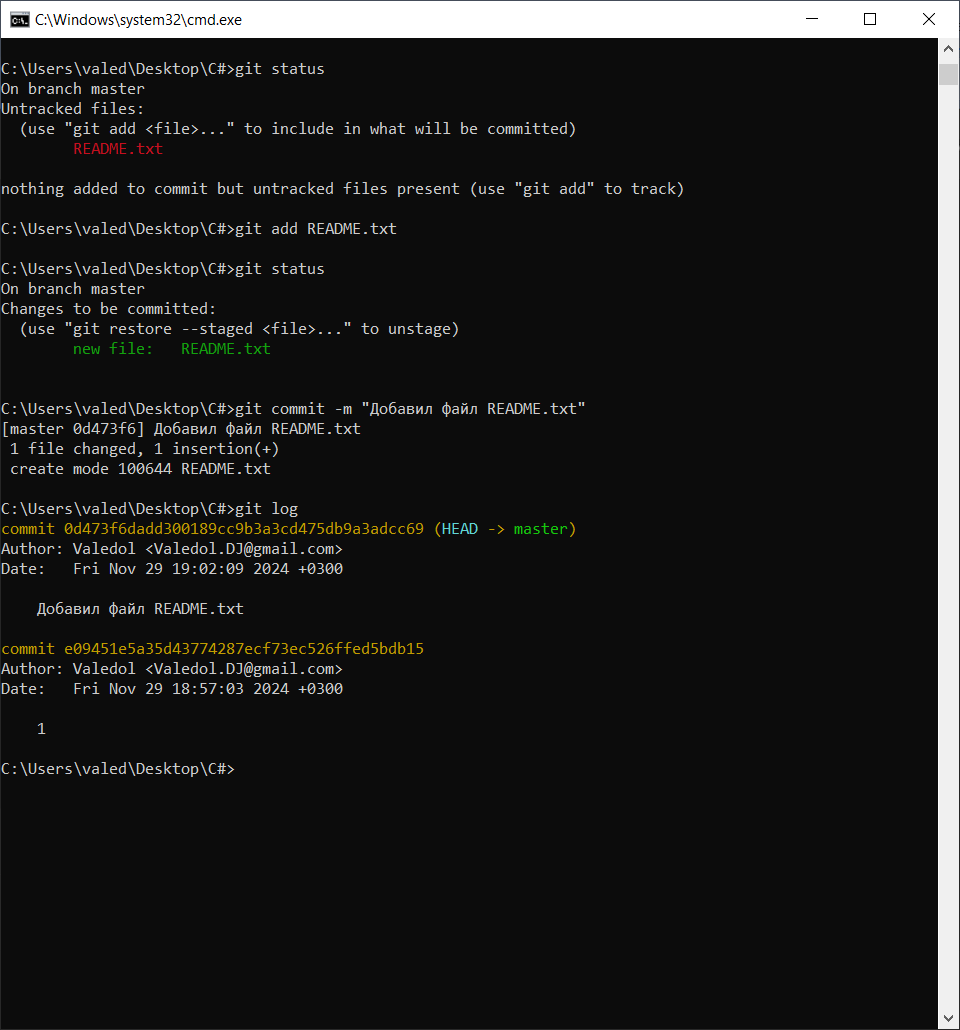 C:\Windows\system32\cmd.exe
C:\Users\valed\Desktop\C#>git status
On branch master
Untracked files:
  (use "git add <file>..." to include in what will be committed)
        README.txt

nothing added to commit but untracked files present (use "git add" to track)

C:\Users\valed\Desktop\C#>git add README.txt

C:\Users\valed\Desktop\C#>git status
On branch master
Changes to be committed:
  (use "git restore --staged <file>..." to unstage)
        new file:   README.txt


C:\Users\valed\Desktop\C#>git commit -m "Добавил файл README.txt"
[master 0d473f6] Добавил файл README.txt
 1 file changed, 1 insertion(+)
 create mode 100644 README.txt

C:\Users\valed\Desktop\C#>git log
commit 0d473f6dadd300189cc9b3a3cd475db9a3adcc69 (HEAD -> master)
Author: Valedol <Valedol.DJ@gmail.com>
Date:   Fri Nov 29 19:02:09 2024 +0300

    Добавил файл README.txt

commit e09451e5a35d43774287ecf73ec526ffed5bdb15
Author: Valedol <Valedol.DJ@gmail.com>
Date:   Fri Nov 29 18:57:03 2024 +0300

    1

C:\Users\valed\Desktop\C#>